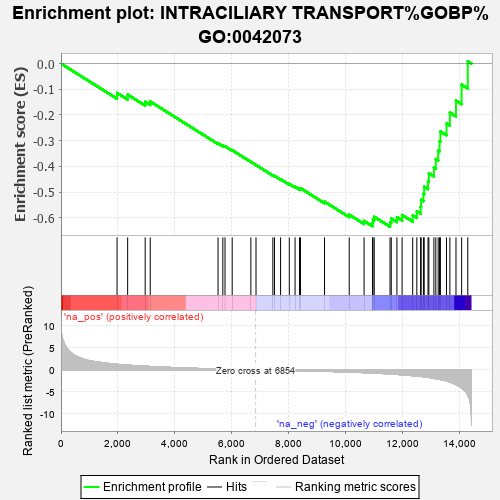 Enrichment plot: INTRACILIARY TRANSPORT%GOBP%
GO:0042073
Enrichment score (ES)
0.0
-0.1
-0.2
-0.3
-0.4
-0.5
-0.6
'na_pos' (positively correlated)
Ranked list metric (PreRanked)
10
5
0
-5
-10
Zero cross at 6854
'na_neg' (negatively correlated)
0
2,000
4,000
6,000
8,000
10,000
12,000
14,000
Rank in Ordered Dataset
Enrichment profile
Hits
Ranking metric scores